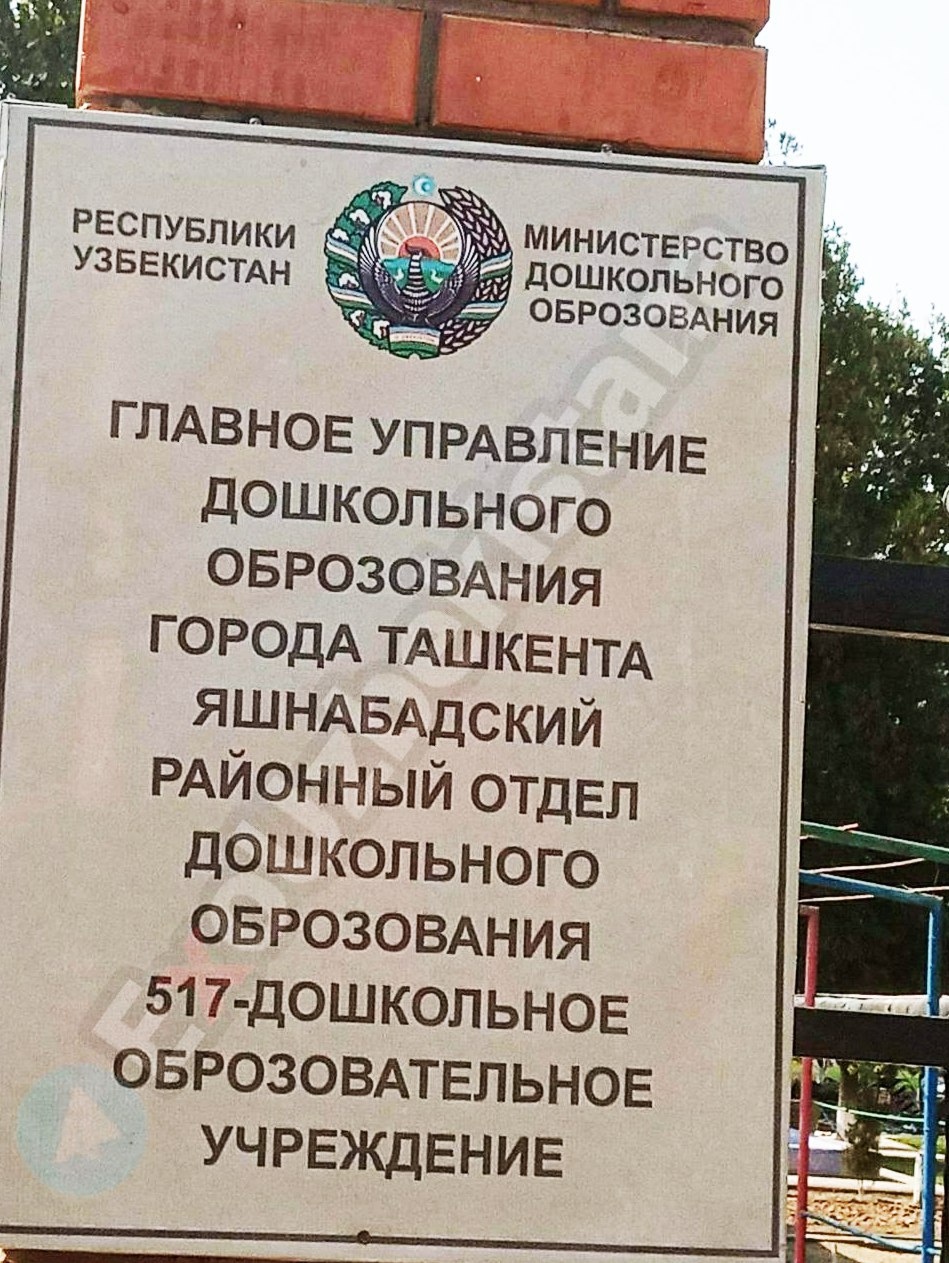 РЕСПУБЛИКИ
УЗБЕКИСТАН
МИНИСТЕРСТВО
ДОШКОЛЬНОГО
ОБРОЗОВАНИЯ
ГЛАВНОЕ УПРАВЛЕНИЕ
ДОШКОЛЬНОГО
ОБРОЗОВАНИЯ
ГОРОДА ТАШКЕНТА
ЯШНАБАДСКИЙ
РАЙОННЫЙ ОТДЕЛ
ДОШКОЛЬНОГО
ОБРОЗОВАНИЯ
517-ДОШКОЛЬНОЕ
ОБРОЗОВАТЕЛЬНОЕ
УЧРЕЖДЕНИЕ